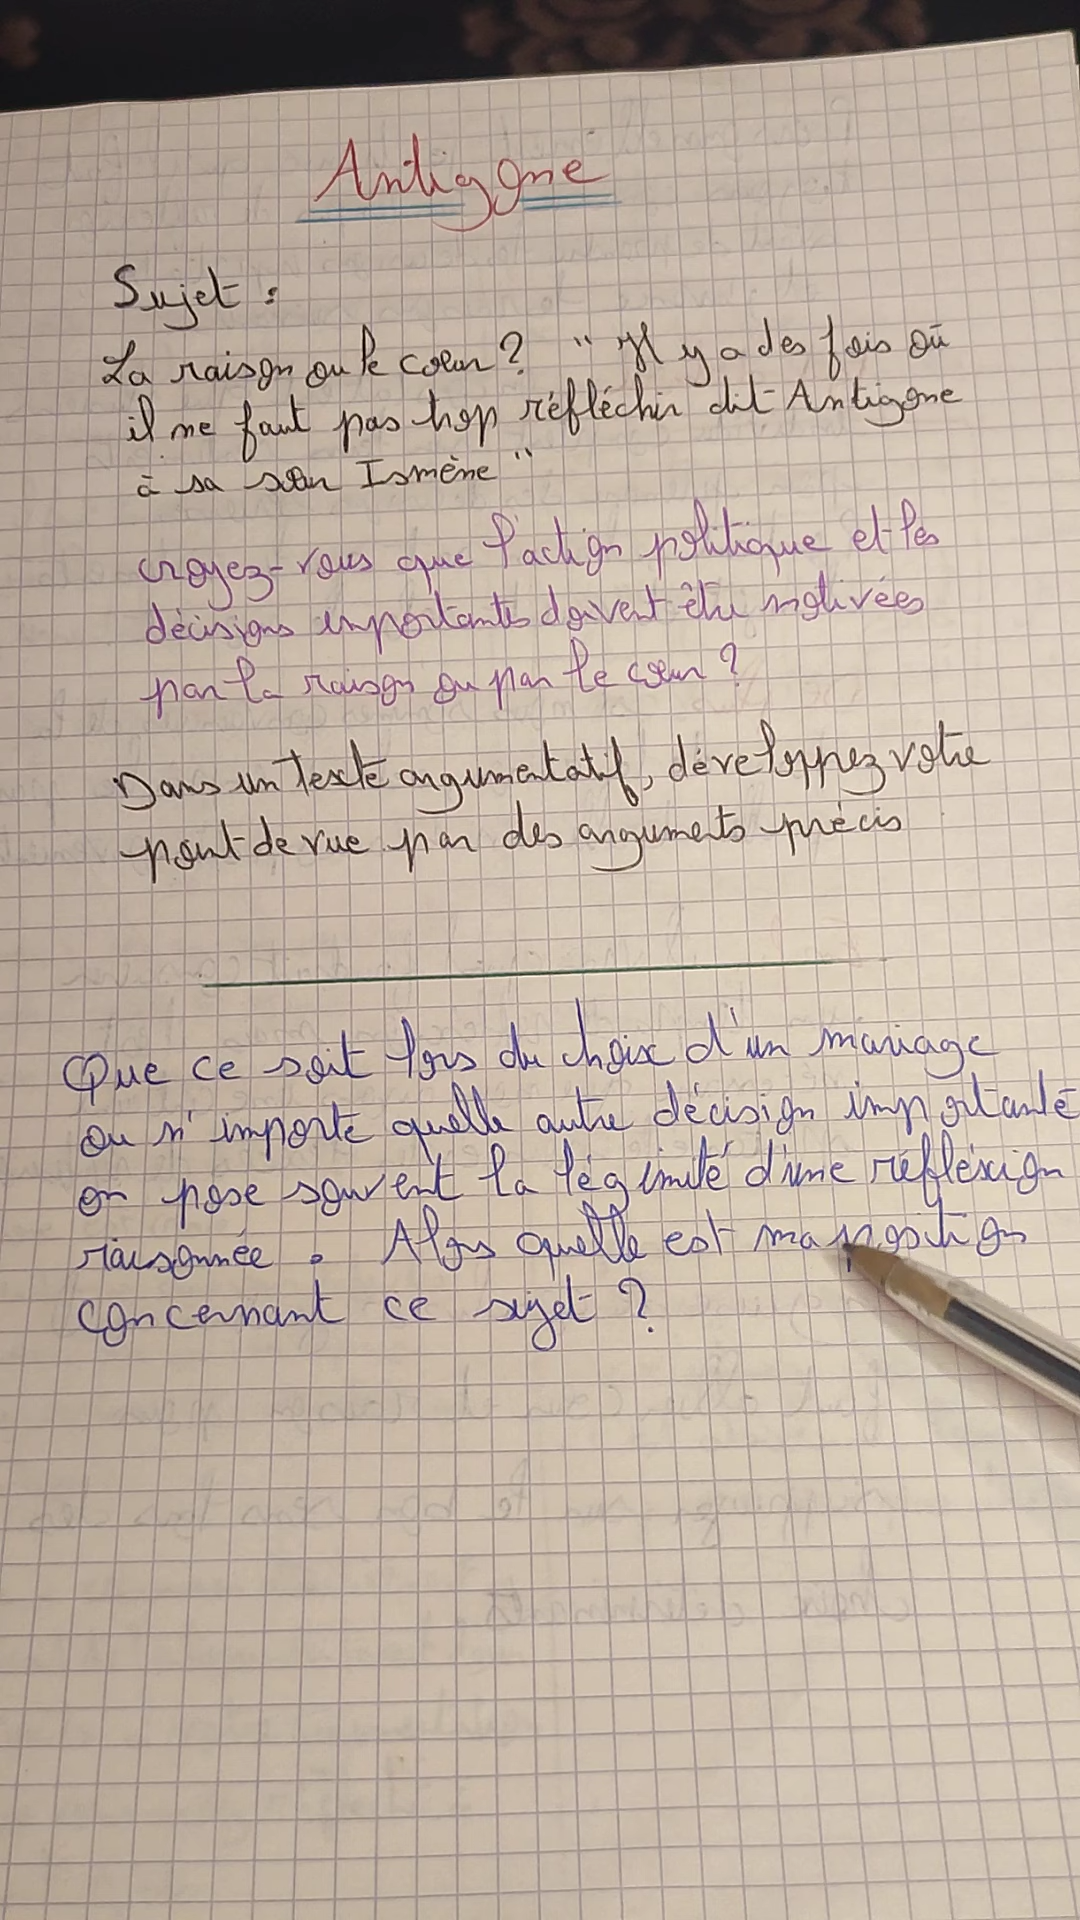 Antigone
Sujet :
La raison ou le cœur ? " Il y a des fois où
il ne faut pas trop réfléchir dit Antigone
à sa sœur Ismène "
croyez-vous que l'action politique et les
décisions importantes doivent être motivées
par la raison ou par le cœur ?
Dans un texte argumentatif, développez votre
point de vue par des arguments précis
Que ce soit lors du choix d'un mariage
ou n'importe quelle autre décision importante
on pose souvent la légimité d'une réfléxion
raisonnée . Alors quelle est ma position
concernant ce sujet ?